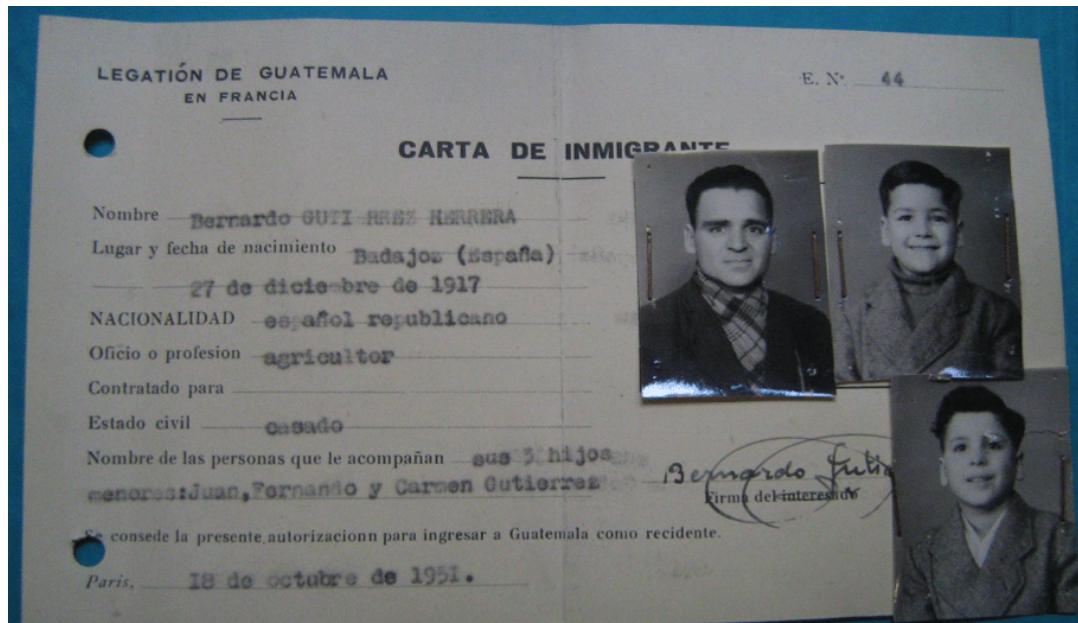 LEGATIÓN DE GUATEMALA
EN FRANCIA
E. Nº 44
CARTA DE INMIGRANTE
Nombre Bernardo GUTI RREZ HERRERA
Lugar y fecha de nacimiento Badajoz (España)
27 de diciembre de 1917
NACIONALIDAD español republicano
Oficio o profesion agricultor
Contratado para
Estado civil casado
Nombre de las personas que le acompañan sus 3 hijos
menores:Juan,Fernando y Carmen Gutierrez
Bernardo Gutie
Firma del interesado
Se consede la presente autorizacionn para ingresar a Guatemala como recidente.
Paris, 18 de octubre de 1951.